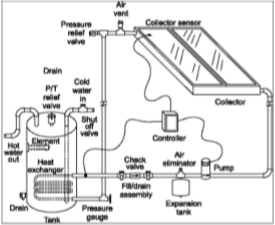 Air
vent
Collector sensor
Pressure
relief
valve
Drain
P/T
relief
valve
Cold
water
in
Collector
Shut
off
valve
Controller
Hot
water
out
Element
Heat
exchanger
Check
valve
Air
eliminator
Pump
Fill/drain
assembly
Expansion
tank
Drain
Tank
Pressure
gauge